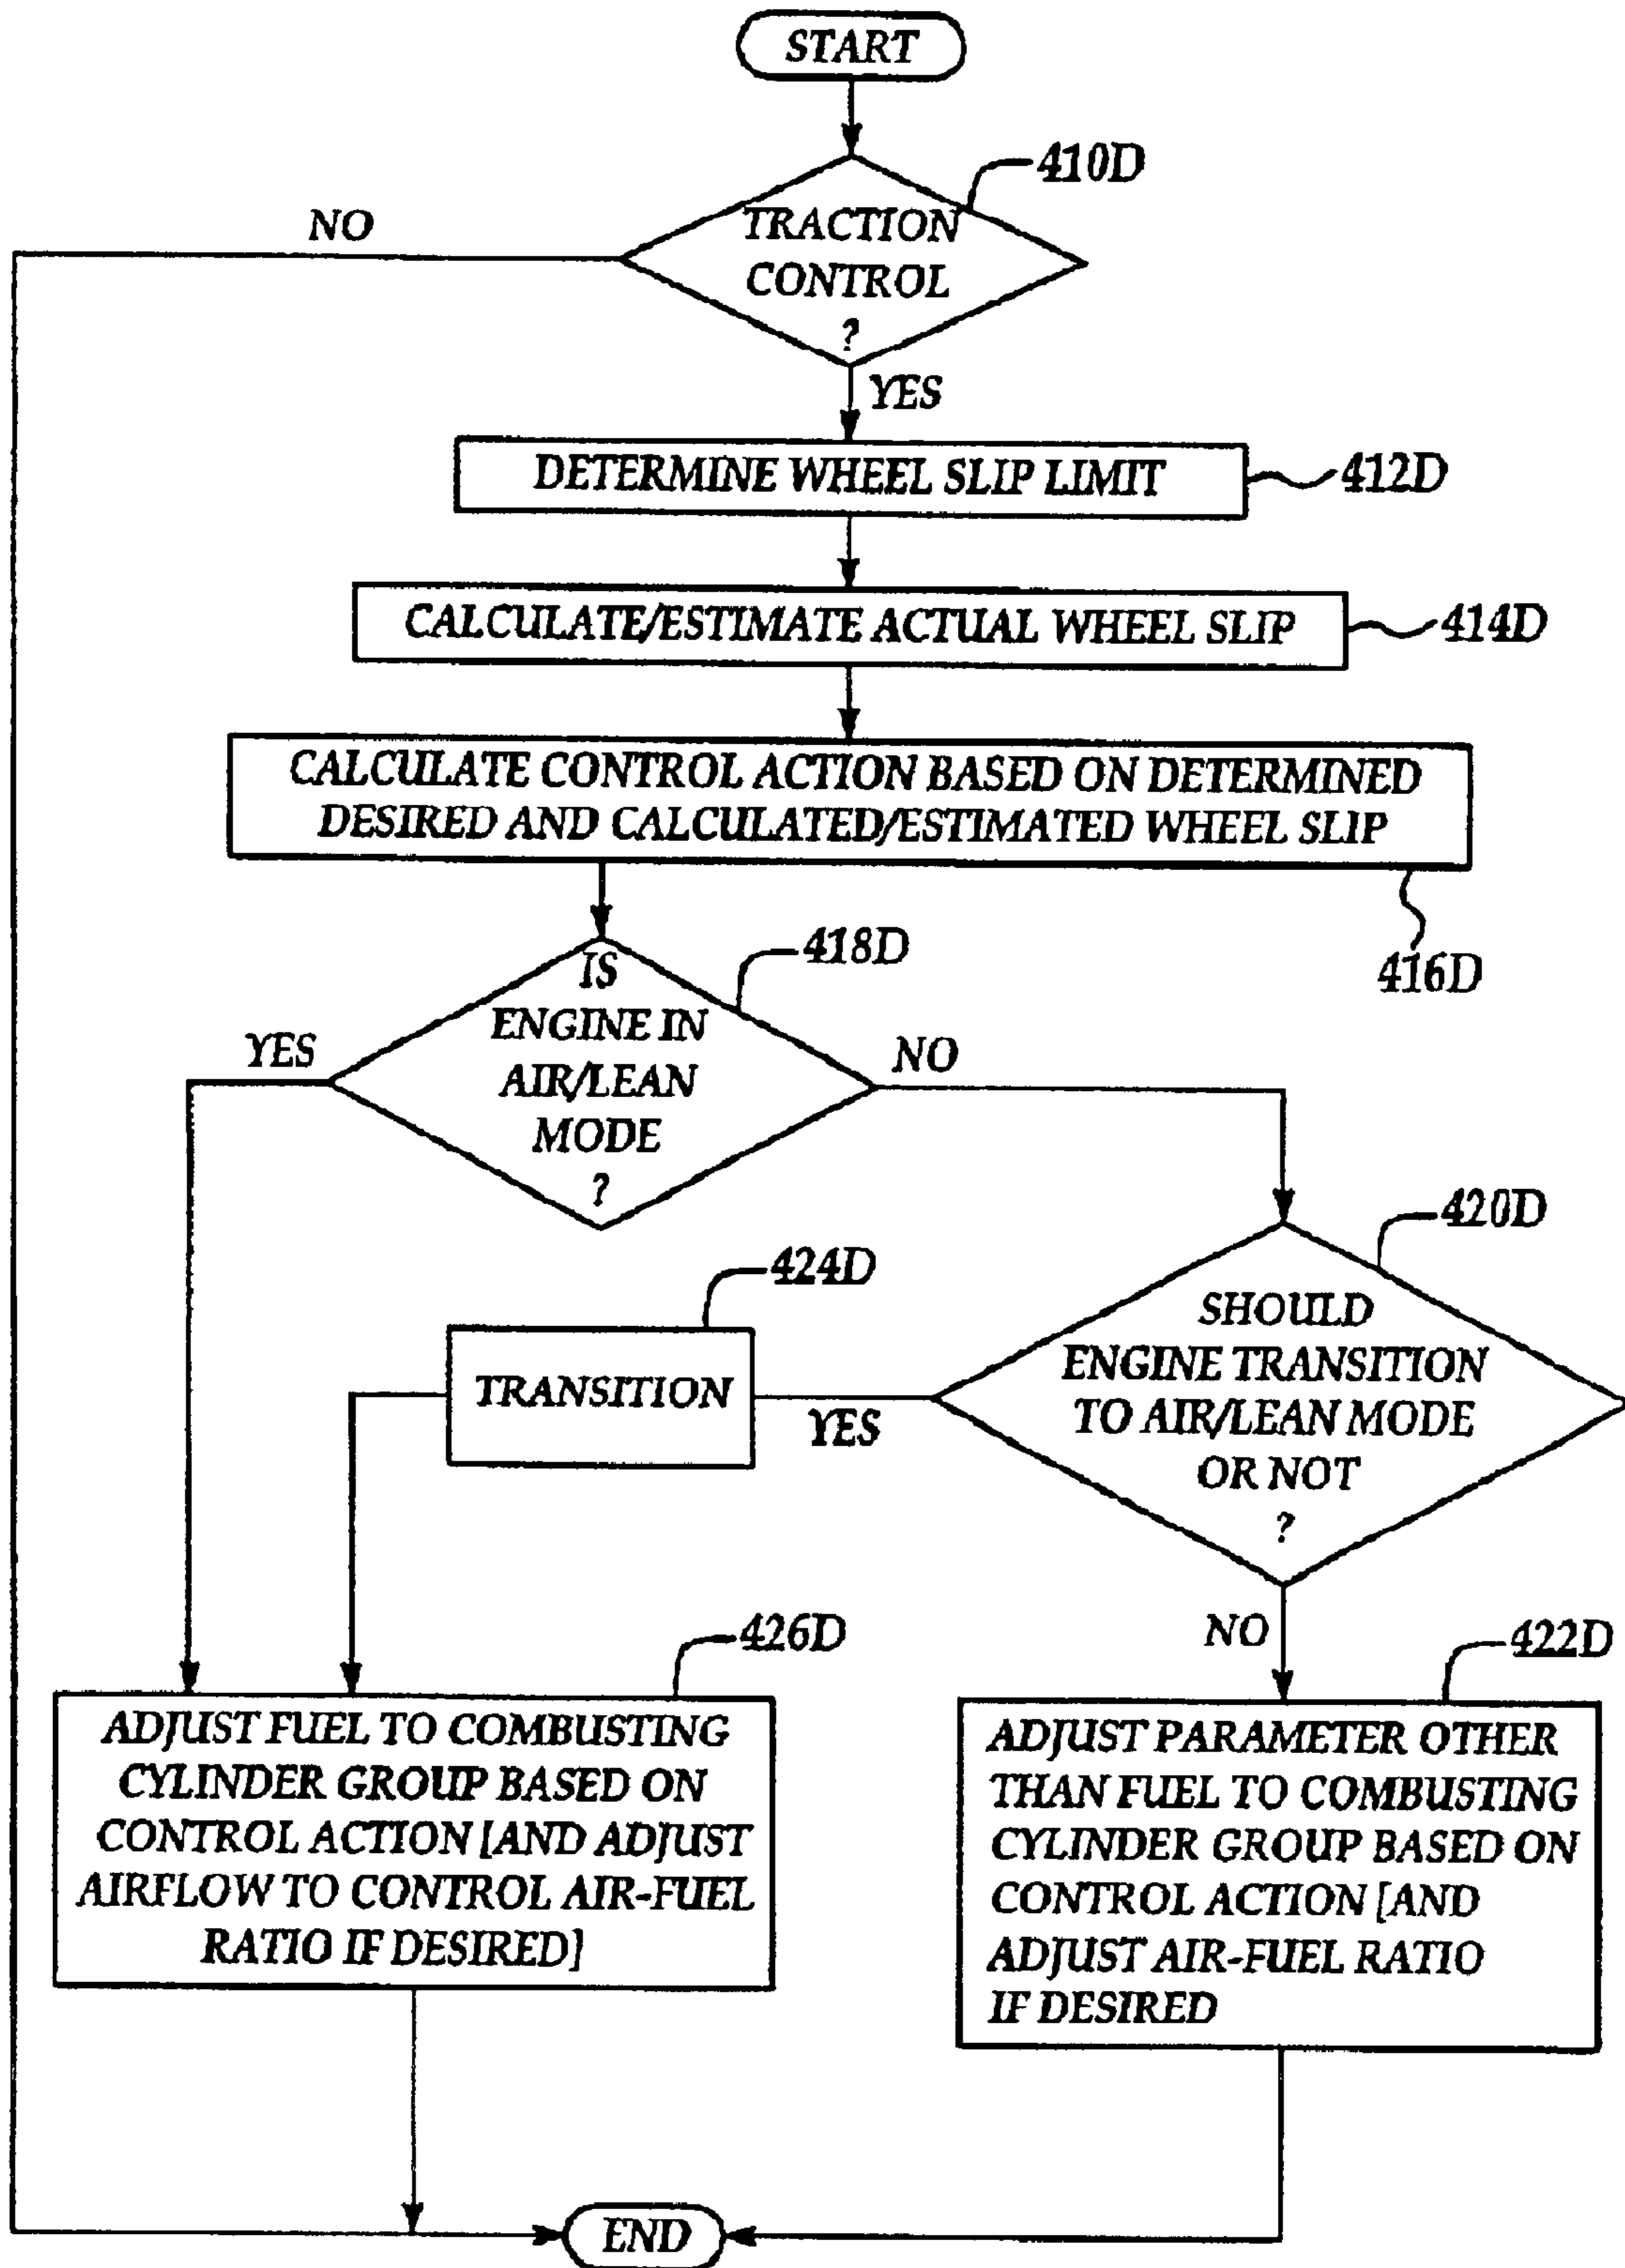 START
410D
NO
TRACTION
CONTROL
?
YES
DETERMINE WHEEL SLIP LIMIT
412D
CALCULATE/ESTIMATE ACTUAL WHEEL SLIP
414D
CALCULATE CONTROL ACTION BASED ON DETERMINED
DESIRED AND CALCULATED/ESTIMATED WHEEL SLIP
416D
418D
IS
ENGINE IN
AIR/LEAN
MODE
?
YES
NO
420D
424D
SHOULD
ENGINE TRANSITION
TO AIR/LEAN MODE
OR NOT
?
TRANSITION
YES
NO
426D
422D
ADJUST FUEL TO COMBUSTING
CYLINDER GROUP BASED ON
CONTROL ACTION [AND ADJUST
AIRFLOW TO CONTROL AIR-FUEL
RATIO IF DESIRED]
ADJUST PARAMETER OTHER
THAN FUEL TO COMBUSTING
CYLINDER GROUP BASED ON
CONTROL ACTION [AND
ADJUST AIR-FUEL RATIO
IF DESIRED
END